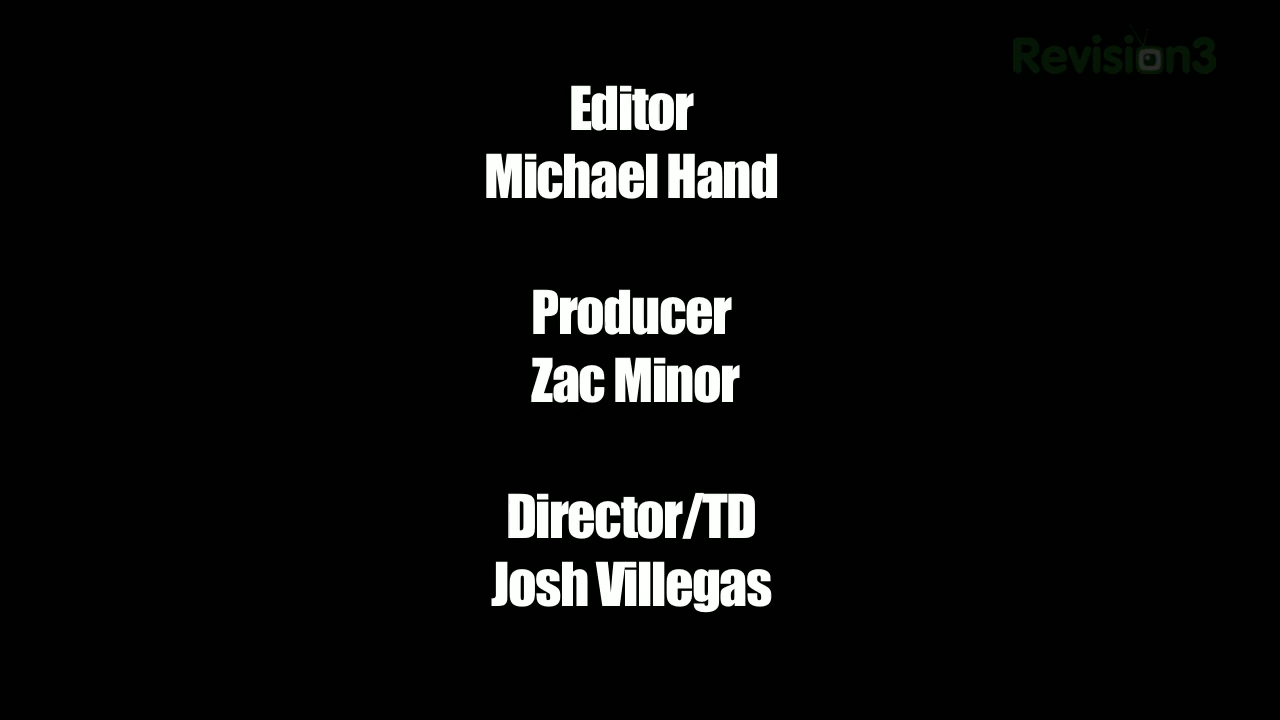 Revision3
Editor
Michael Hand
Producer
Zac Minor
Director/TD
Josh Villegas